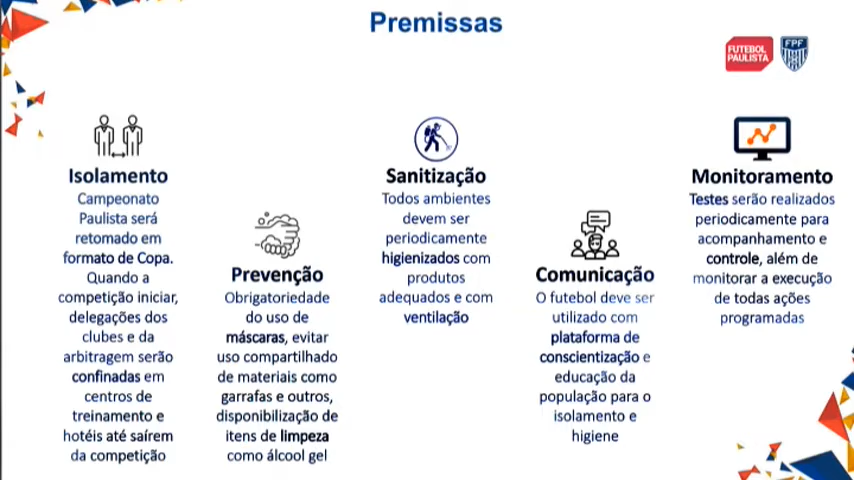 Premissas
FUTEBOL
PAULISTA
FPF
Isolamento
Campeonato
Paulista será
retomado em
formato de Copa.
Quando a
competição iniciar,
delegações dos
clubes e da
arbitragem serão
confinadas em
centros de
treinamento e
hotéis até saírem
da competição
Prevenção
Obrigatoriedade
do uso de
máscaras, evitar
uso compartilhado
de materiais como
garrafas e outros,
disponibilização de
itens de limpeza
como álcool gel
Sanitização
Todos ambientes
devem ser
periodicamente
higienizados com
produtos
adequados e com
ventilação
Comunicação
O futebol deve ser
utilizado com
plataforma de
conscientização e
educação da
população para o
isolamento e
higiene
Monitoramento
Testes serão realizados
periodicamente para
acompanhamento e
controle, além de
monitorar a execução
de todas ações
programadas